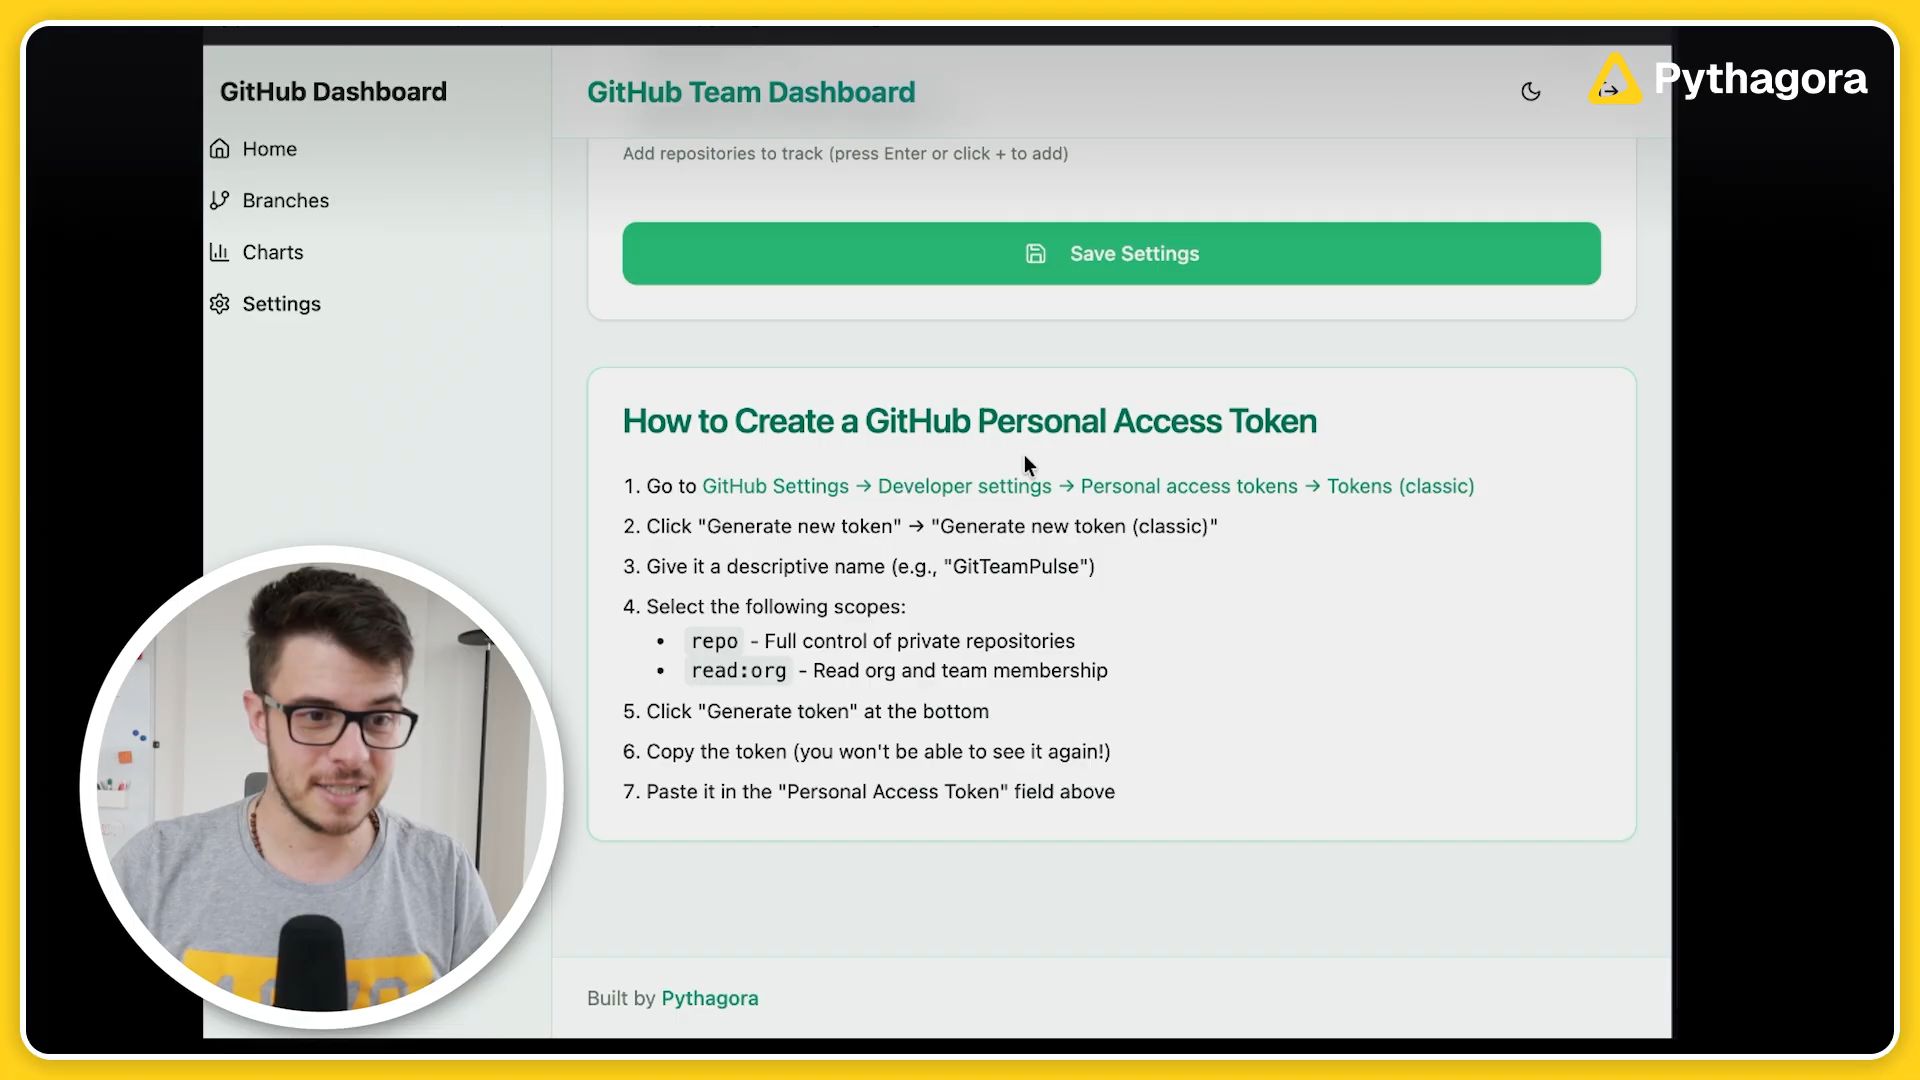 GitHub Dashboard
Home
Branches
Charts
Settings
GitHub Team Dashboard
Pythagora
Add repositories to track (press Enter or click + to add)
Save Settings
How to Create a GitHub Personal Access Token
1. Go to GitHub Settings → Developer settings → Personal access tokens → Tokens (classic)
2. Click "Generate new token" → "Generate new token (classic)"
3. Give it a descriptive name (e.g., "GitTeamPulse")
4. Select the following scopes:
• repo - Full control of private repositories
• read:org - Read org and team membership
5. Click "Generate token" at the bottom
6. Copy the token (you won't be able to see it again!)
7. Paste it in the "Personal Access Token" field above
Built by Pythagora